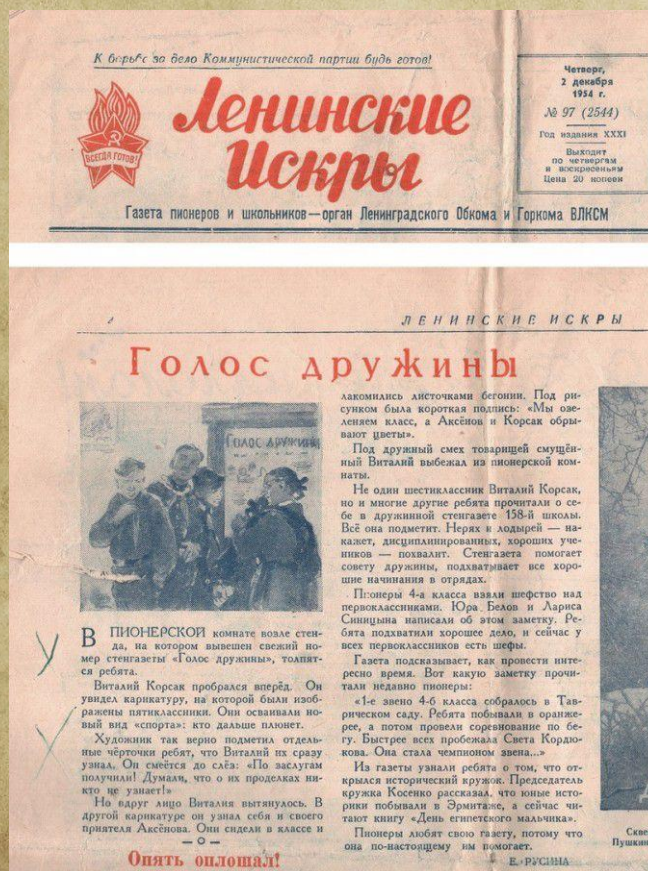 К борьбе за дело Коммунистической партии будь готов!
ВСЕГДА ГОТОВ!
Ленинские
Искры
Четверг,
2 декабря
1954 г.
№ 97 (2544)
Год издания XXXI
Выходит
по четвергам
и воскресеньям
Цена 20 копеек
Газета пионеров и школьников—орган Ленинградского Обкома и Горкома ВЛКСМ
ЛЕНИНСКИЕ ИСКРЫ
Голос дружины
ГОЛОС ДРУЖИНЫ
В ПИОНЕРСКОЙ комнате возле стен-
да, на котором вывешен свежий но-
мер стенгазеты «Голос дружины», толпят-
ся ребята.
Виталий Корсак пробрался вперёд. Он
увидел карикатуру, на которой были изоб-
ражены пятиклассники. Они осваивали но-
вый вид «спорта»: кто дальше плюнет.
Художник так верно подметил отдель-
ные чёрточки ребят, что Виталий их сразу
узнал. Он смеётся до слёз: «По заслугам
получили! Думали, что о их проделках ни-
кто не узнает!»
Но вдруг лицо Виталия вытянулось. В
другой карикатуре он узнал себя и своего
приятеля Аксёнова. Они сидели в классе и
лакомились листочками бегонии. Под ри-
сунком была короткая подпись: «Мы озе-
леняем класс, а Аксёнов и Корсак обры-
вают цветы».
Под дружный смех товарищей смущён-
ный Виталий выбежал из пионерской ком-
наты.
Не один шестиклассник Виталий Корсак,
но и многие другие ребята прочитали о се-
бе в дружинной стенгазете 158-й школы.
Всё она подметит. Нерях и лодырей — на-
кажет, дисциплинированных, хороших уче-
ников — похвалит. Стенгазета помогает
совету дружины, подхватывает все хоро-
шие начинания в отрядах.
Пионеры 4-а класса взяли шефство над
первоклассниками. Юра Белов и Лариса
Синицына написали об этом заметку. Ре-
бята подхватили хорошее дело, и сейчас у
всех первоклассников есть шефы.
Газета подсказывает, как провести инте-
ресно время. Вот какую заметку прочи-
тали недавно пионеры:
«1-е звено 4-б класса собралось в Тав-
рическом саду. Ребята побывали в оранже-
рее, а потом провели соревнование по бе-
гу. Быстрее всех пробежала Света Кордю-
кова. Она стала чемпионом звена...»
Из газеты узнали ребята о том, что от-
крылся исторический кружок. Председатель
кружка Косенко рассказал, что юные исто-
рики побывали в Эрмитаже, а сейчас чи-
тают книгу «День египетского мальчика».
Пионеры любят свою газету, потому что
она по-настоящему им помогает.
Е. РУСИНА
Опять оплошал!
Скве
Пушкин